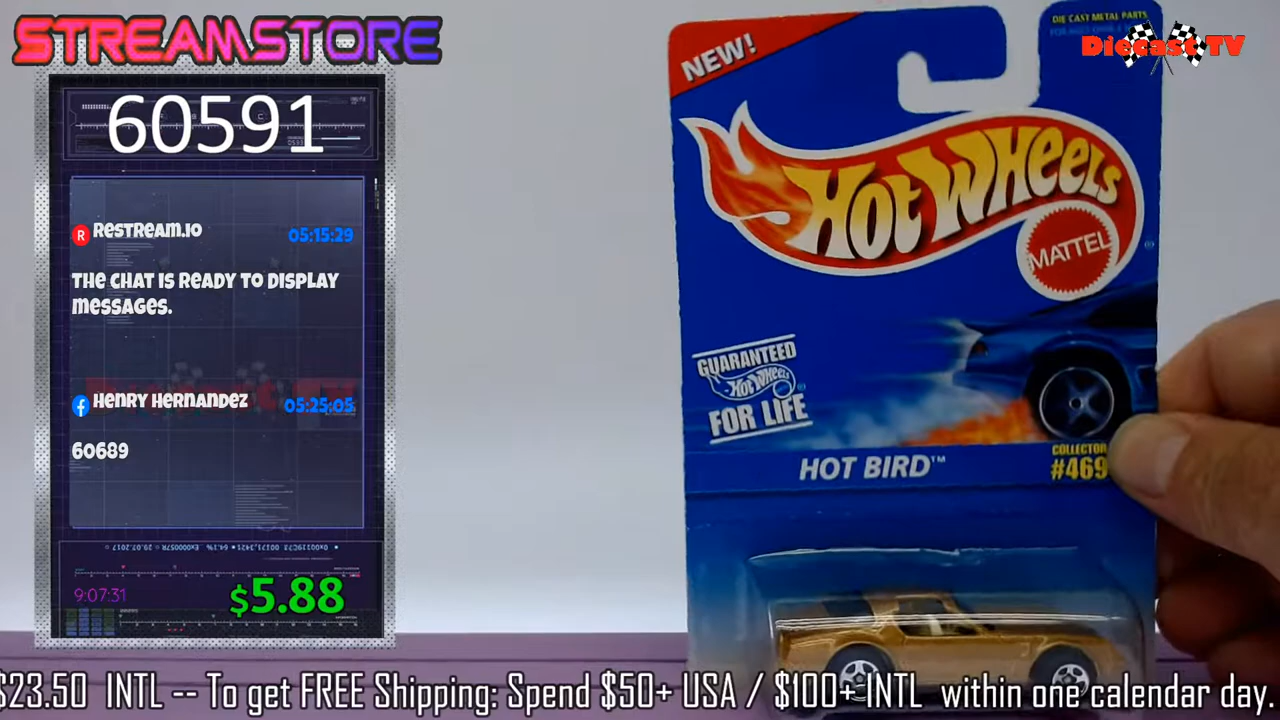 STREAMSTORE
60591
Restream.io
05:15:29
The chat is ready to display
messages.
Henry Hernandez
05:25:05
60689
9:07:31
$5.88
NEW!
DIE CAST METAL PARTS
Diecast TV
HOT WHEELS
MATTEL
GUARANTEED
HOT WHEELS
FOR LIFE
HOT BIRD™
COLLECTOR
#469
$23.50 INTL -- To get FREE Shipping: Spend $50+ USA / $100+ INTL within one calendar day.